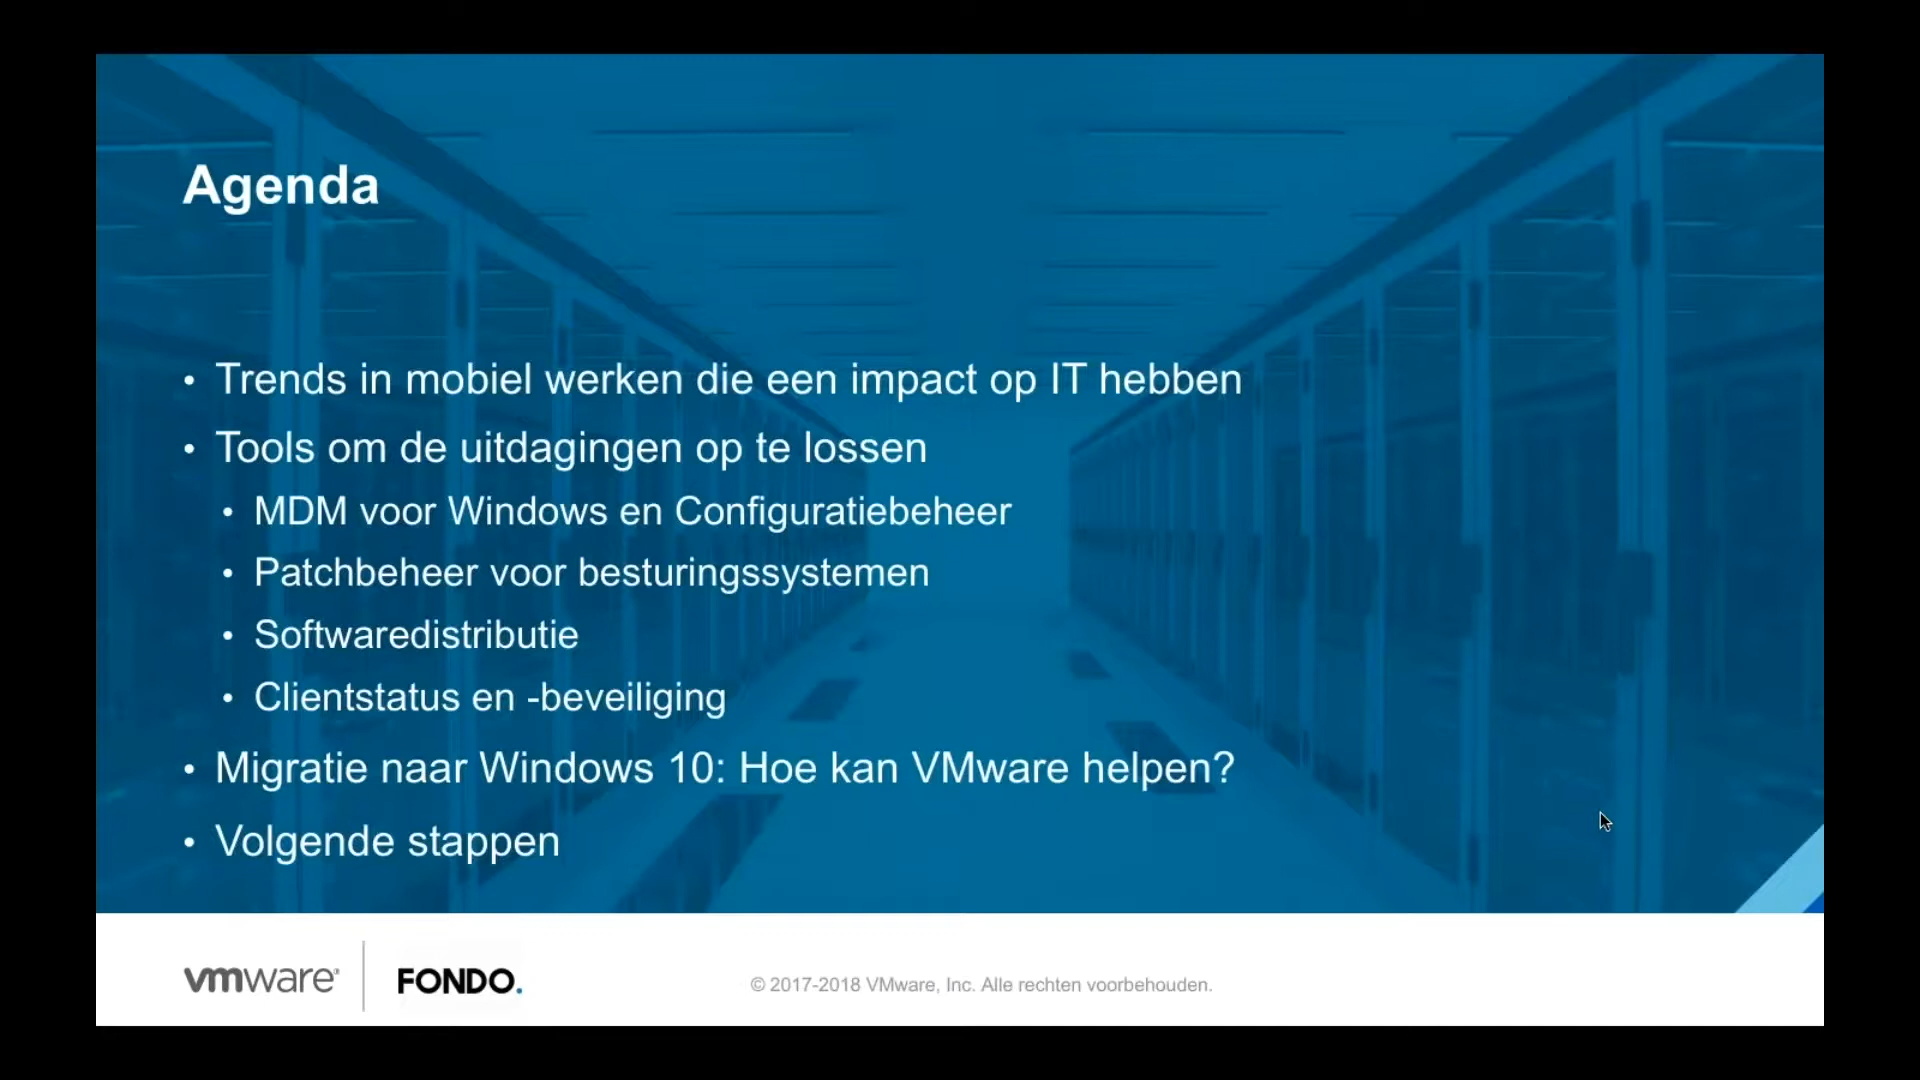 Agenda
• Trends in mobiel werken die een impact op IT hebben
• Tools om de uitdagingen op te lossen
• MDM voor Windows en Configuratiebeheer
• Patchbeheer voor besturingssystemen
• Softwaredistributie
• Clientstatus en -beveiliging
• Migratie naar Windows 10: Hoe kan VMware helpen?
• Volgende stappen
vmware® FONDO. © 2017-2018 VMware, Inc. Alle rechten voorbehouden.